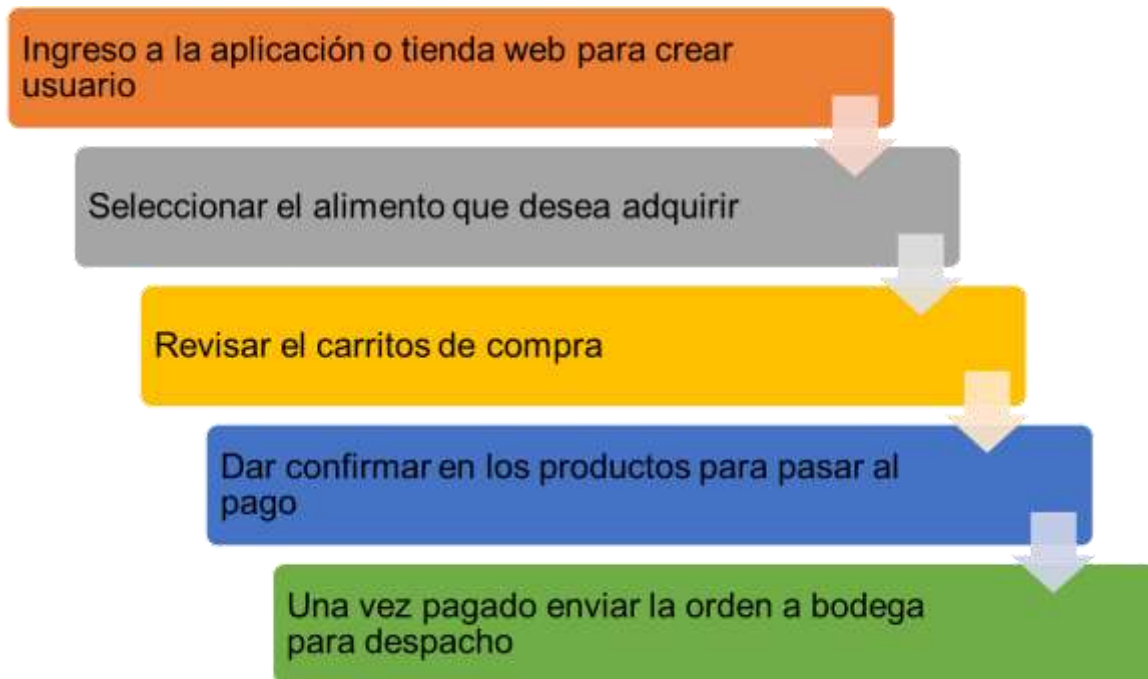 Ingreso a la aplicación o tienda web para crear
usuario
Seleccionar el alimento que desea adquirir
Revisar el carritos de compra
Dar confirmar en los productos para pasar al
pago
Una vez pagado enviar la orden a bodega
para despacho